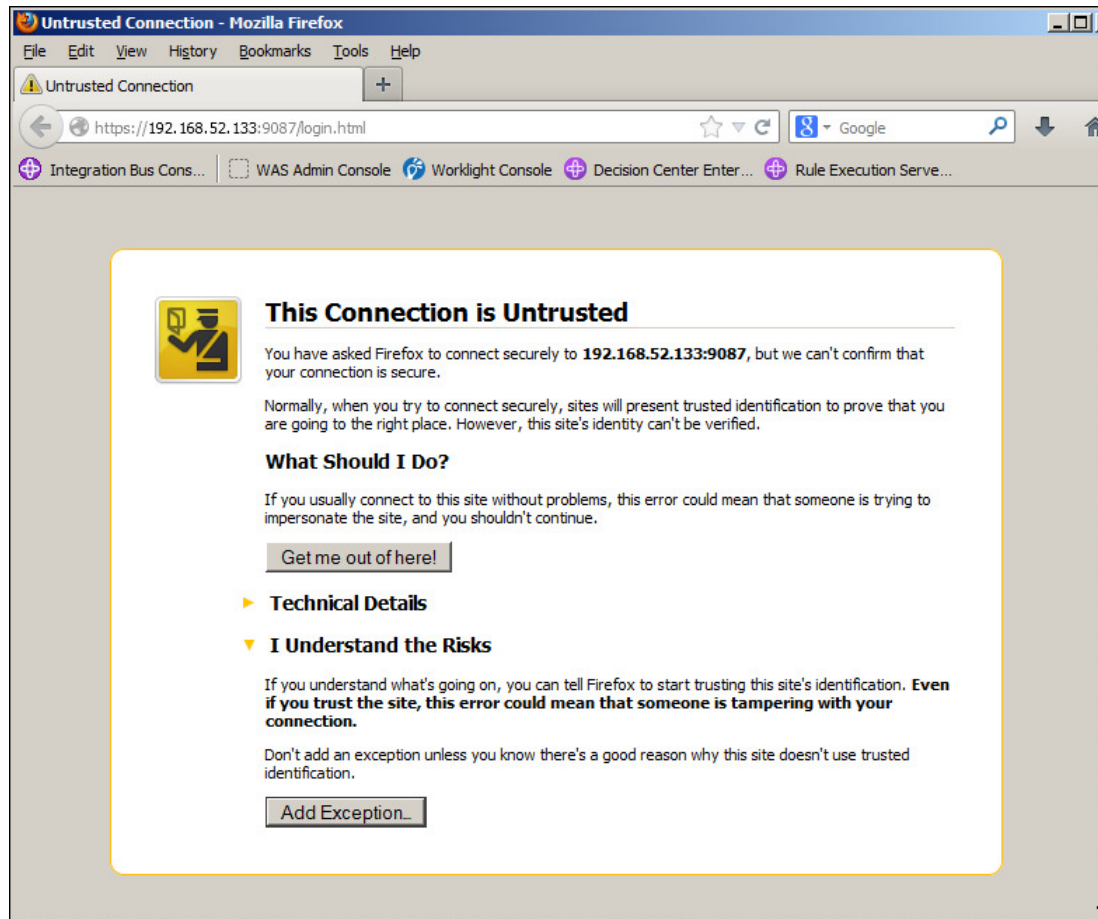 Untrusted Connection - Mozilla Firefox
File Edit View History Bookmarks Tools Help
Untrusted Connection +
https://192.168.52.133:9087/login.html 8 Google
Integration Bus Cons... WAS Admin Console Worklight Console Decision Center Enter... Rule Execution Serve...
This Connection is Untrusted
You have asked Firefox to connect securely to 192.168.52.133:9087, but we can't confirm that
your connection is secure.
Normally, when you try to connect securely, sites will present trusted identification to prove that you
are going to the right place. However, this site's identity can't be verified.
What Should I Do?
If you usually connect to this site without problems, this error could mean that someone is trying to
impersonate the site, and you shouldn't continue.
Get me out of here!
Technical Details
I Understand the Risks
If you understand what's going on, you can tell Firefox to start trusting this site's identification. Even
if you trust the site, this error could mean that someone is tampering with your
connection.
Don't add an exception unless you know there's a good reason why this site doesn't use trusted
identification.
Add Exception…